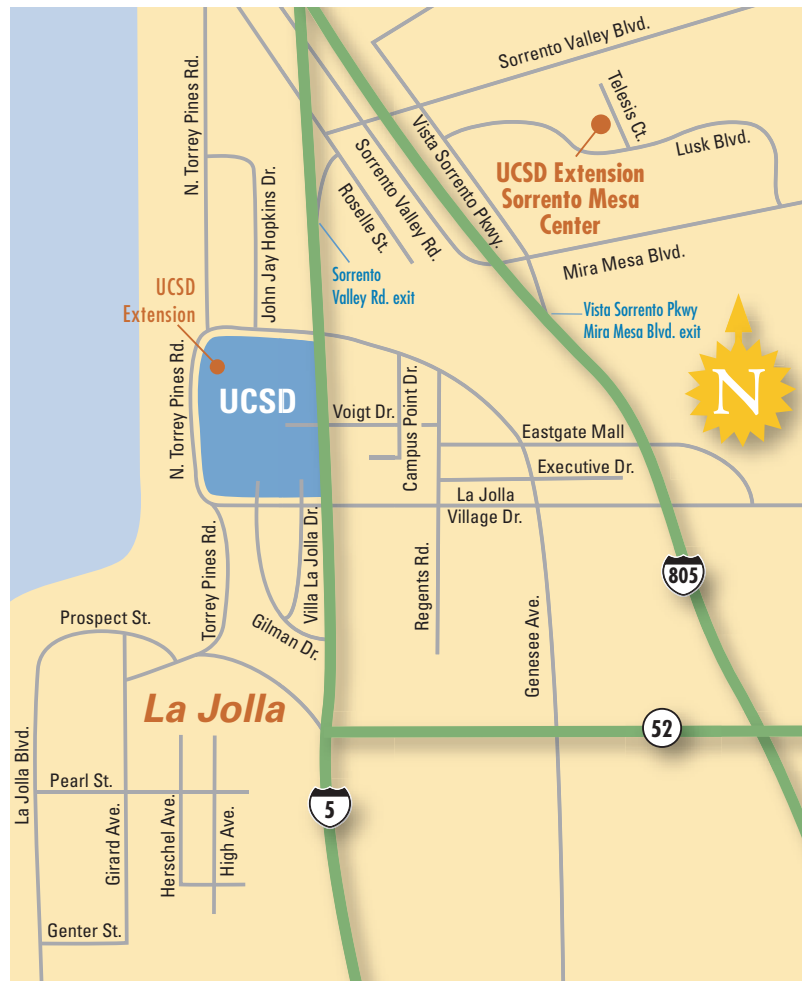 Sorrento Valley Blvd.
N. Torrey Pines Rd.
Telesis Ct.
Vista Sorrento Pkwy.
Lusk Blvd.
Sorrento Valley Rd.
UCSD Extension
Sorrento Mesa
Center
John Jay Hopkins Dr.
Roselle St.
Mira Mesa Blvd.
Sorrento
Valley Rd. exit
UCSD
Extension
Vista Sorrento Pkwy
Mira Mesa Blvd. exit
N. Torrey Pines Rd.
N
UCSD
Voigt Dr.
Campus Point Dr.
Eastgate Mall
Executive Dr.
La Jolla
Village Dr.
Torrey Pines Rd.
Villa La Jolla Dr.
Gilman Dr.
Regents Rd.
805
Prospect St.
Genesee Ave.
La Jolla
52
La Jolla Blvd.
Pearl St.
5
Girard Ave.
Herschel Ave.
High Ave.
Genter St.